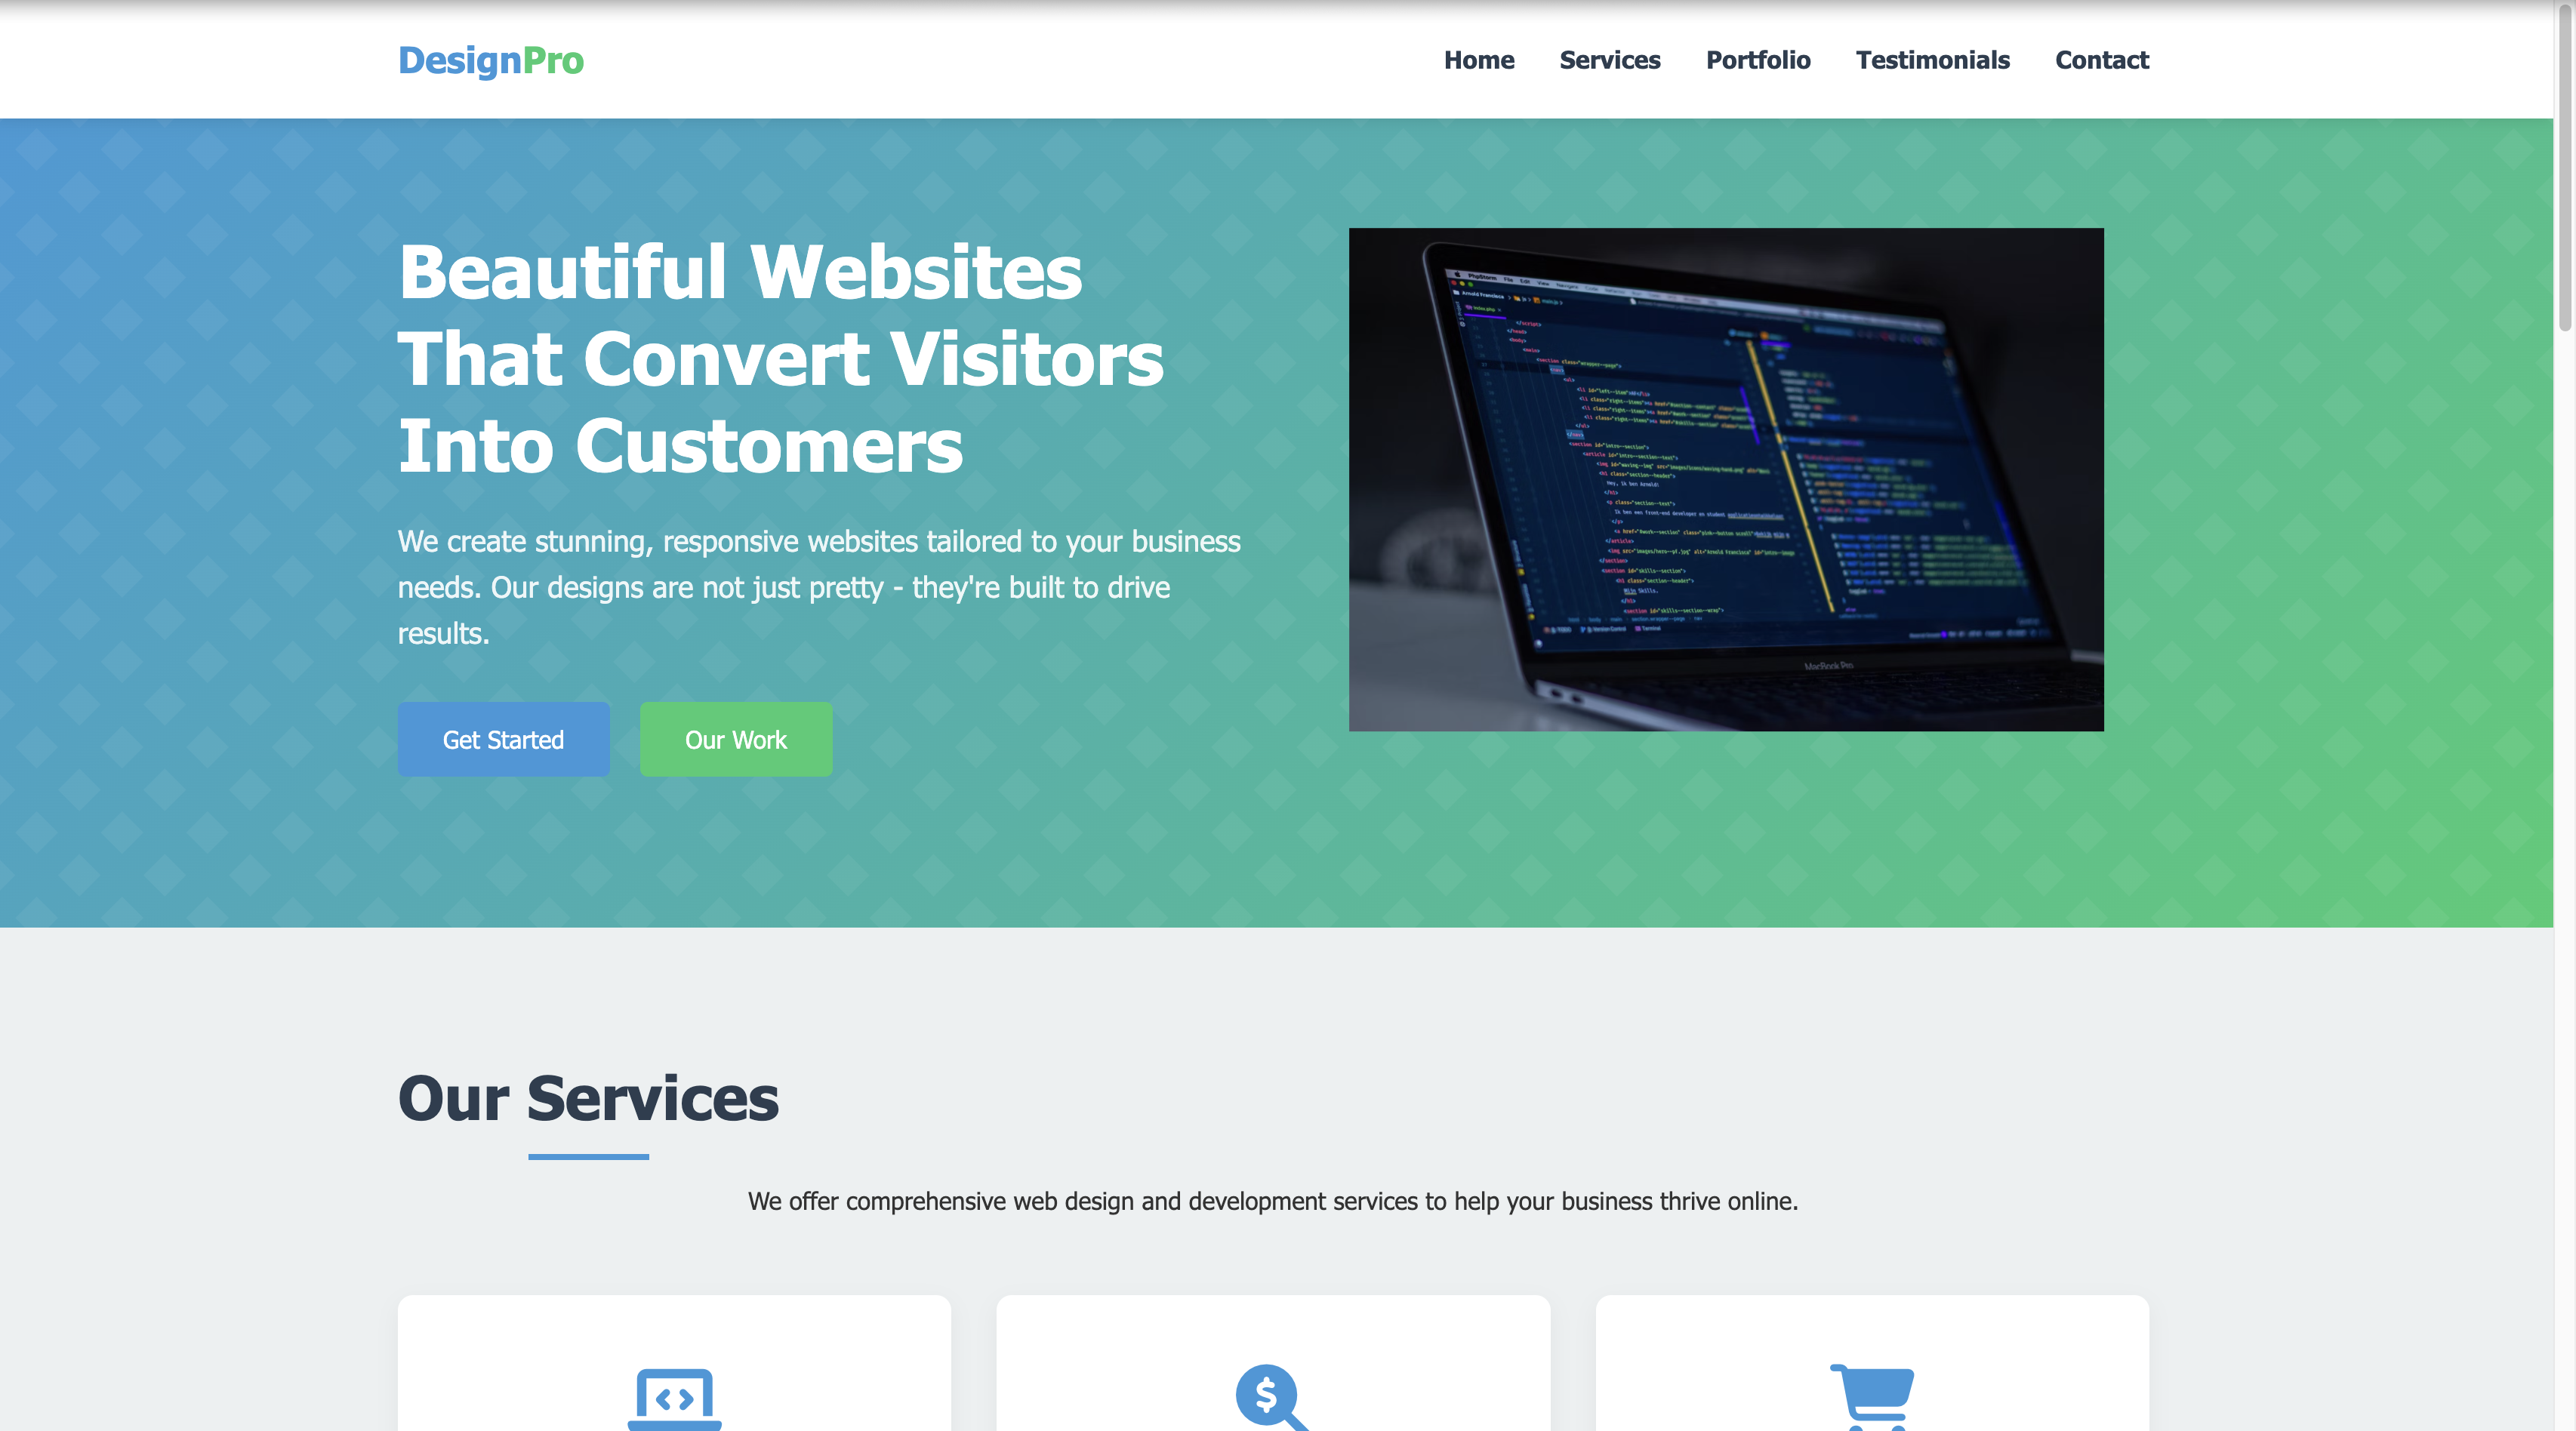 DesignPro
Home Services Portfolio Testimonials Contact
Beautiful Websites
That Convert Visitors
Into Customers
We create stunning, responsive websites tailored to your business
needs. Our designs are not just pretty - they're built to drive
results.
Get Started Our Work
MacBook Pro
Our Services
We offer comprehensive web design and development services to help your business thrive online.
$